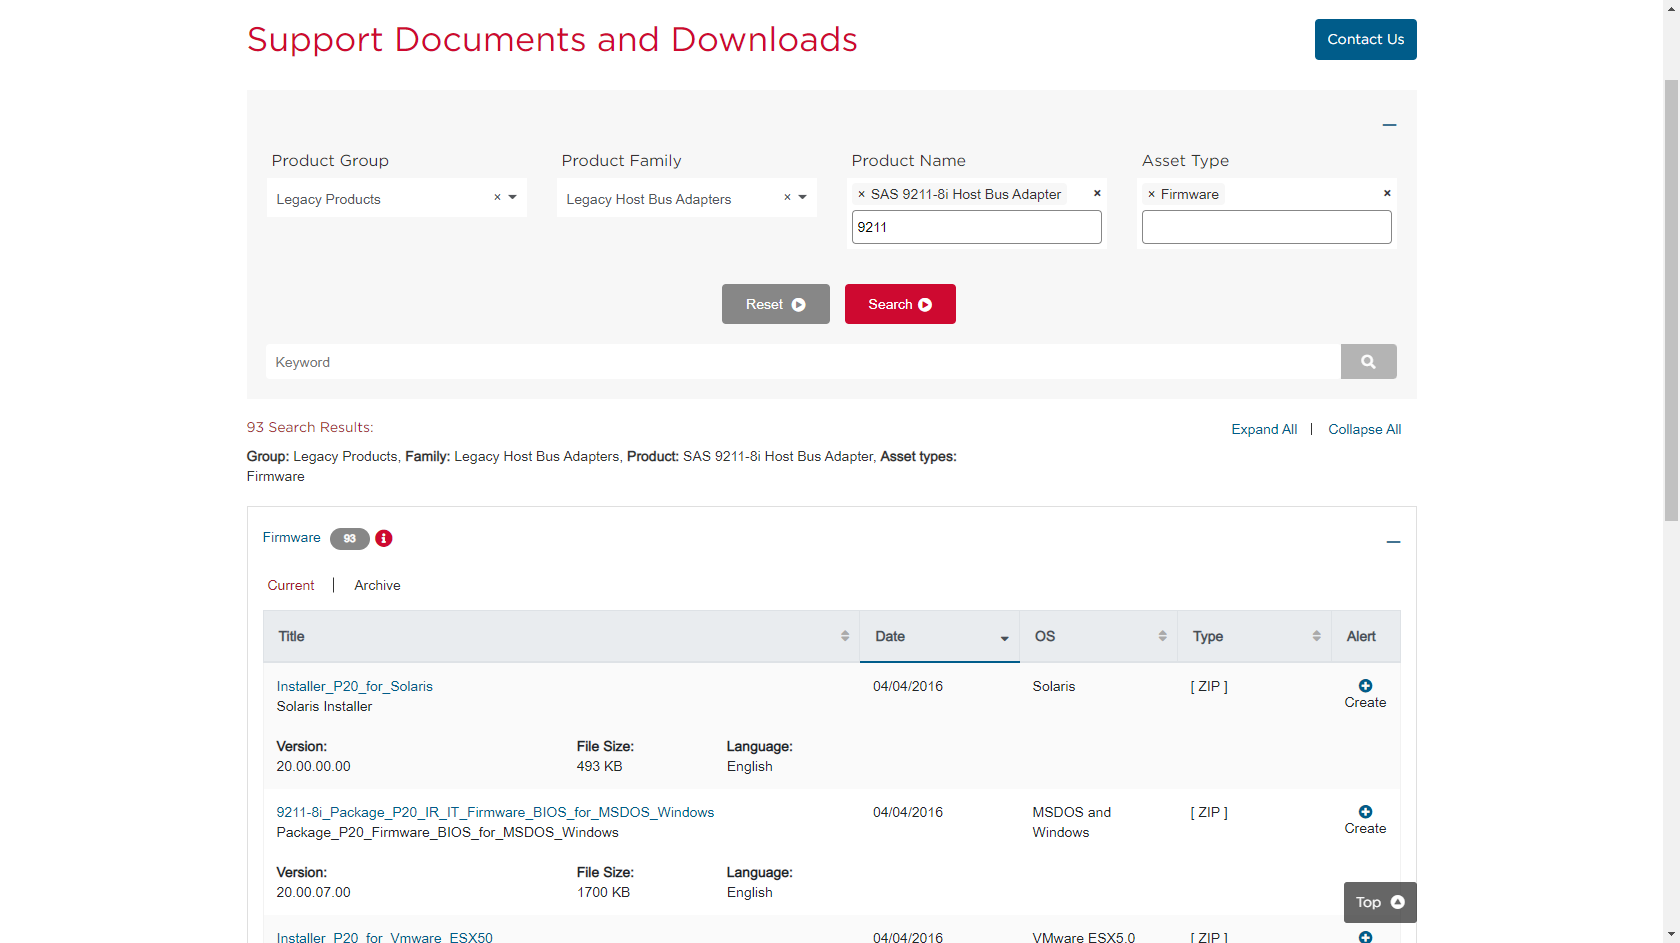 Support Documents and Downloads
Contact Us
Product Group
Product Family
Product Name
Asset Type
Legacy Products × 
Legacy Host Bus Adapters ×
× SAS 9211-8i Host Bus Adapter ×
× Firmware ×
9211
Reset
Search
Keyword
93 Search Results:
Expand All | Collapse All
Group: Legacy Products, Family: Legacy Host Bus Adapters, Product: SAS 9211-8i Host Bus Adapter, Asset types:
Firmware
Firmware 93
Current | Archive
Title Date OS Type Alert
Installer_P20_for_Solaris 04/04/2016 Solaris [ ZIP ]
Solaris Installer Create
Version: File Size: Language:
20.00.00.00 493 KB English
9211-8i_Package_P20_IR_IT_Firmware_BIOS_for_MSDOS_Windows 04/04/2016 MSDOS and [ ZIP ]
Package_P20_Firmware_BIOS_for_MSDOS_Windows Windows Create
Version: File Size: Language:
20.00.07.00 1700 KB English
Top
Installer_P20_for_Vmware_ESX50 04/04/2016 VMware ESX5.0 [ ZIP ]